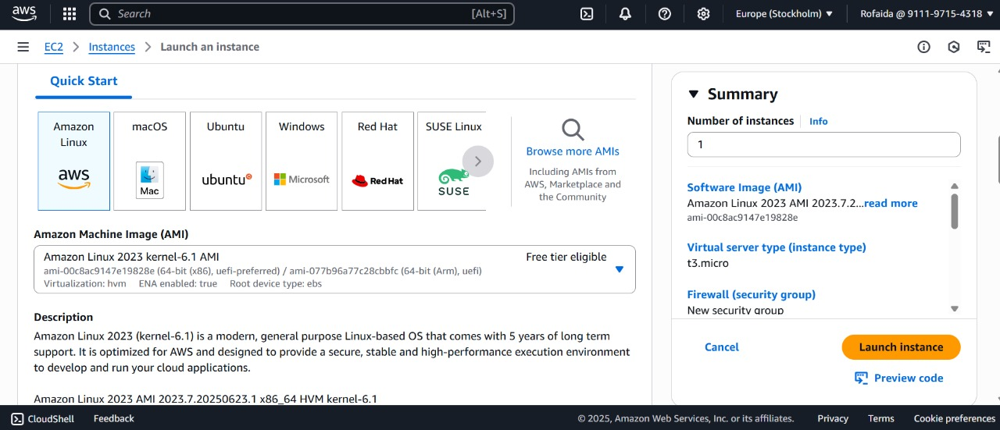 aws
Search [Alt+S]
Europe (Stockholm)
Rofaida @ 9111-9715-4318
EC2 Instances Launch an instance
Quick Start
Amazon
Linux
aws
macOS
Mac
Ubuntu
ubuntu
Windows
Microsoft
Red Hat
Red Hat
SUSE Linux
SUSE
Browse more AMIs
Including AMIs from
AWS, Marketplace and
the Community
Amazon Machine Image (AMI)
Amazon Linux 2023 kernel-6.1 AMI
Free tier eligible
ami-00c8ac9147e19828e (64-bit (x86), uefi-preferred) / ami-077b96a77c28cbbfc (64-bit (Arm), uefi)
Virtualization: hvm ENA enabled: true Root device type: ebs
Description
Amazon Linux 2023 (kernel-6.1) is a modern, general purpose Linux-based OS that comes with 5 years of long term
support. It is optimized for AWS and designed to provide a secure, stable and high-performance execution environment
to develop and run your cloud applications.
Amazon Linux 2023 AMI 2023.7.20250623.1 x86_64 HVM kernel-6.1
Summary
Number of instances Info
1
Software Image (AMI)
Amazon Linux 2023 AMI 2023.7.2...read more
ami-00c8ac9147e19828e
Virtual server type (instance type)
t3.micro
Firewall (security group)
New security group
Cancel
Launch instance
Preview code
CloudShell Feedback
© 2025, Amazon Web Services, Inc. or its affiliates. Privacy Terms Cookie preferences